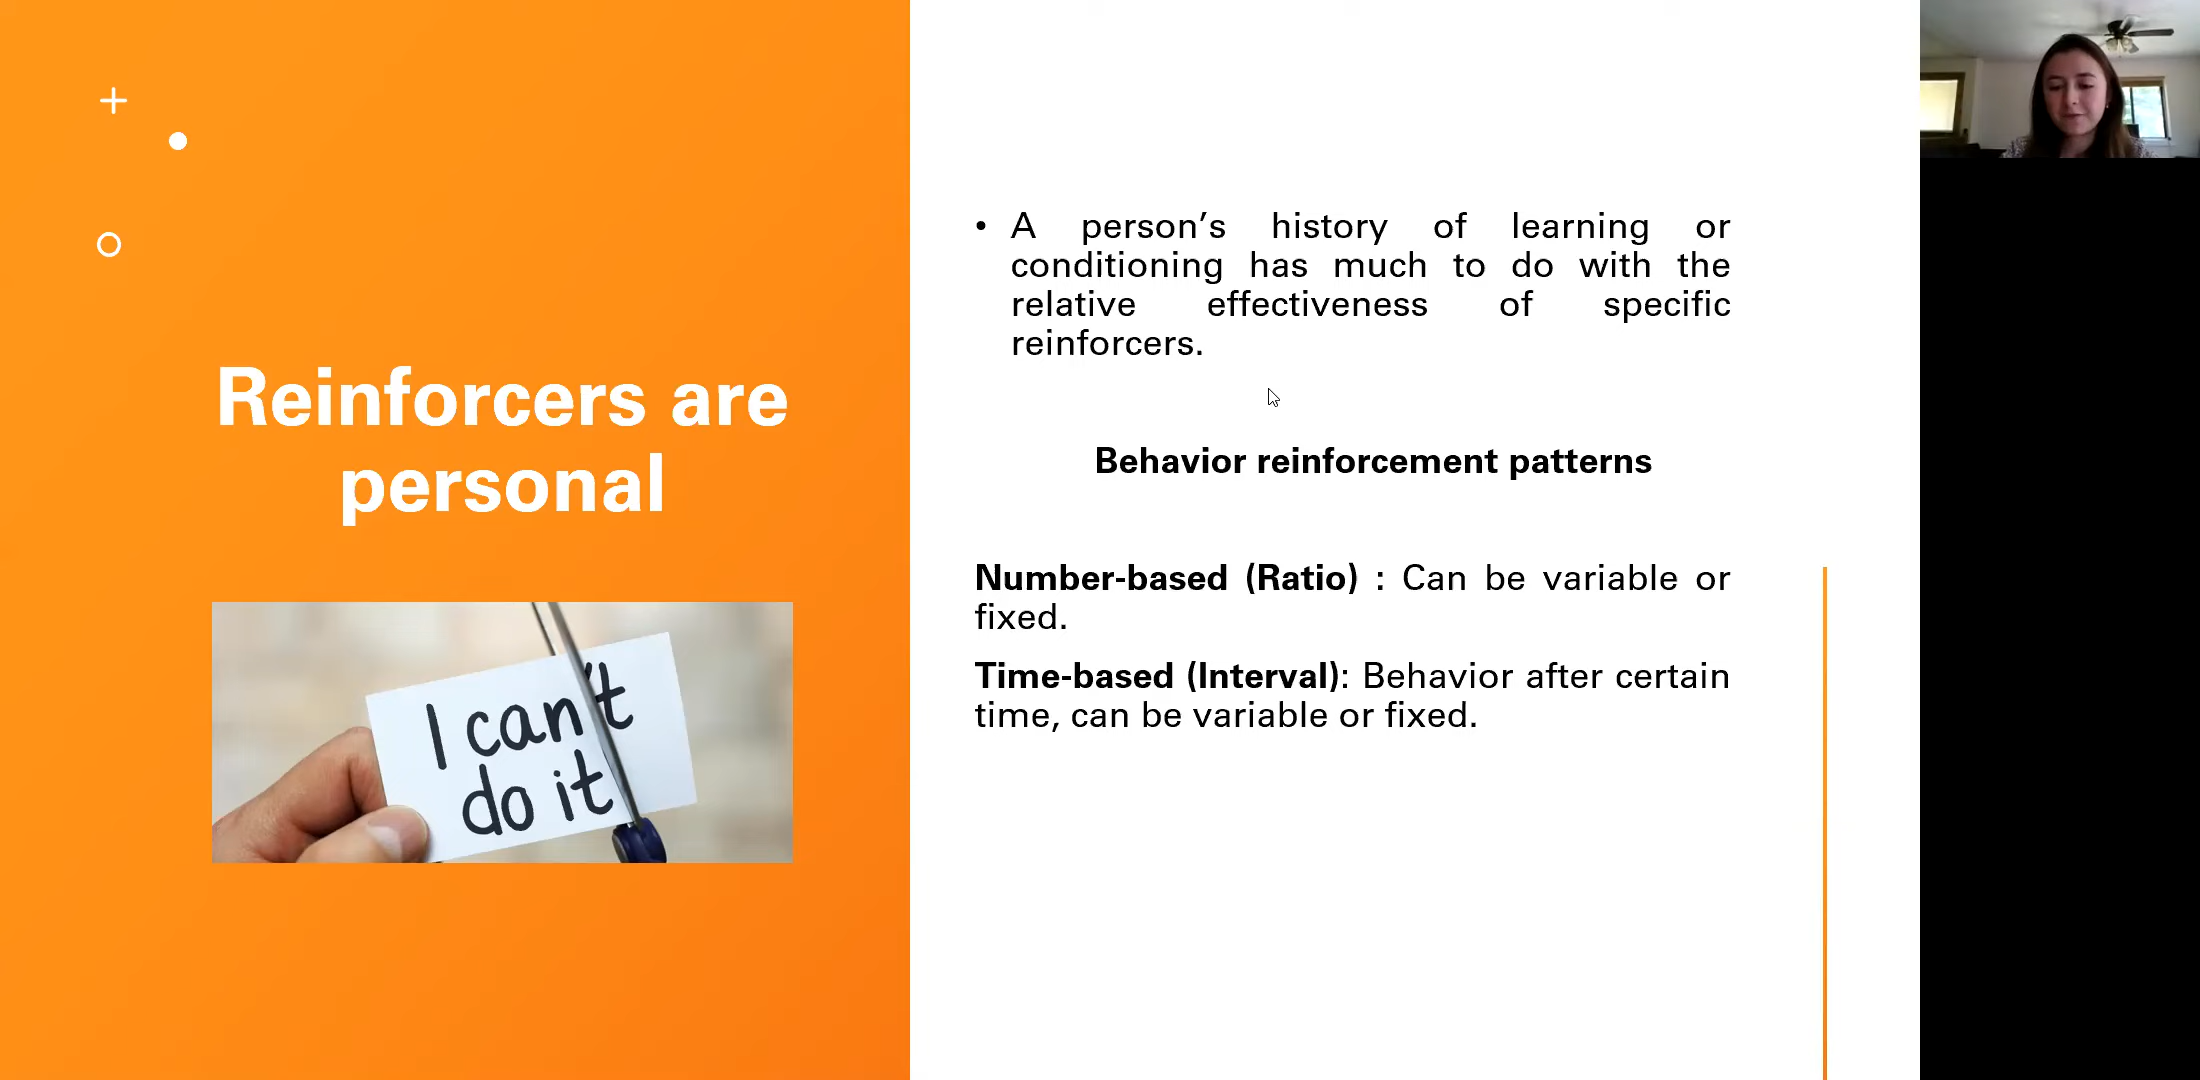 Reinforcers are
personal
I can't
do it
• A person’s history of learning or
conditioning has much to do with the
relative effectiveness of specific
reinforcers.
Behavior reinforcement patterns
Number-based (Ratio) : Can be variable or
fixed.
Time-based (Interval): Behavior after certain
time, can be variable or fixed.